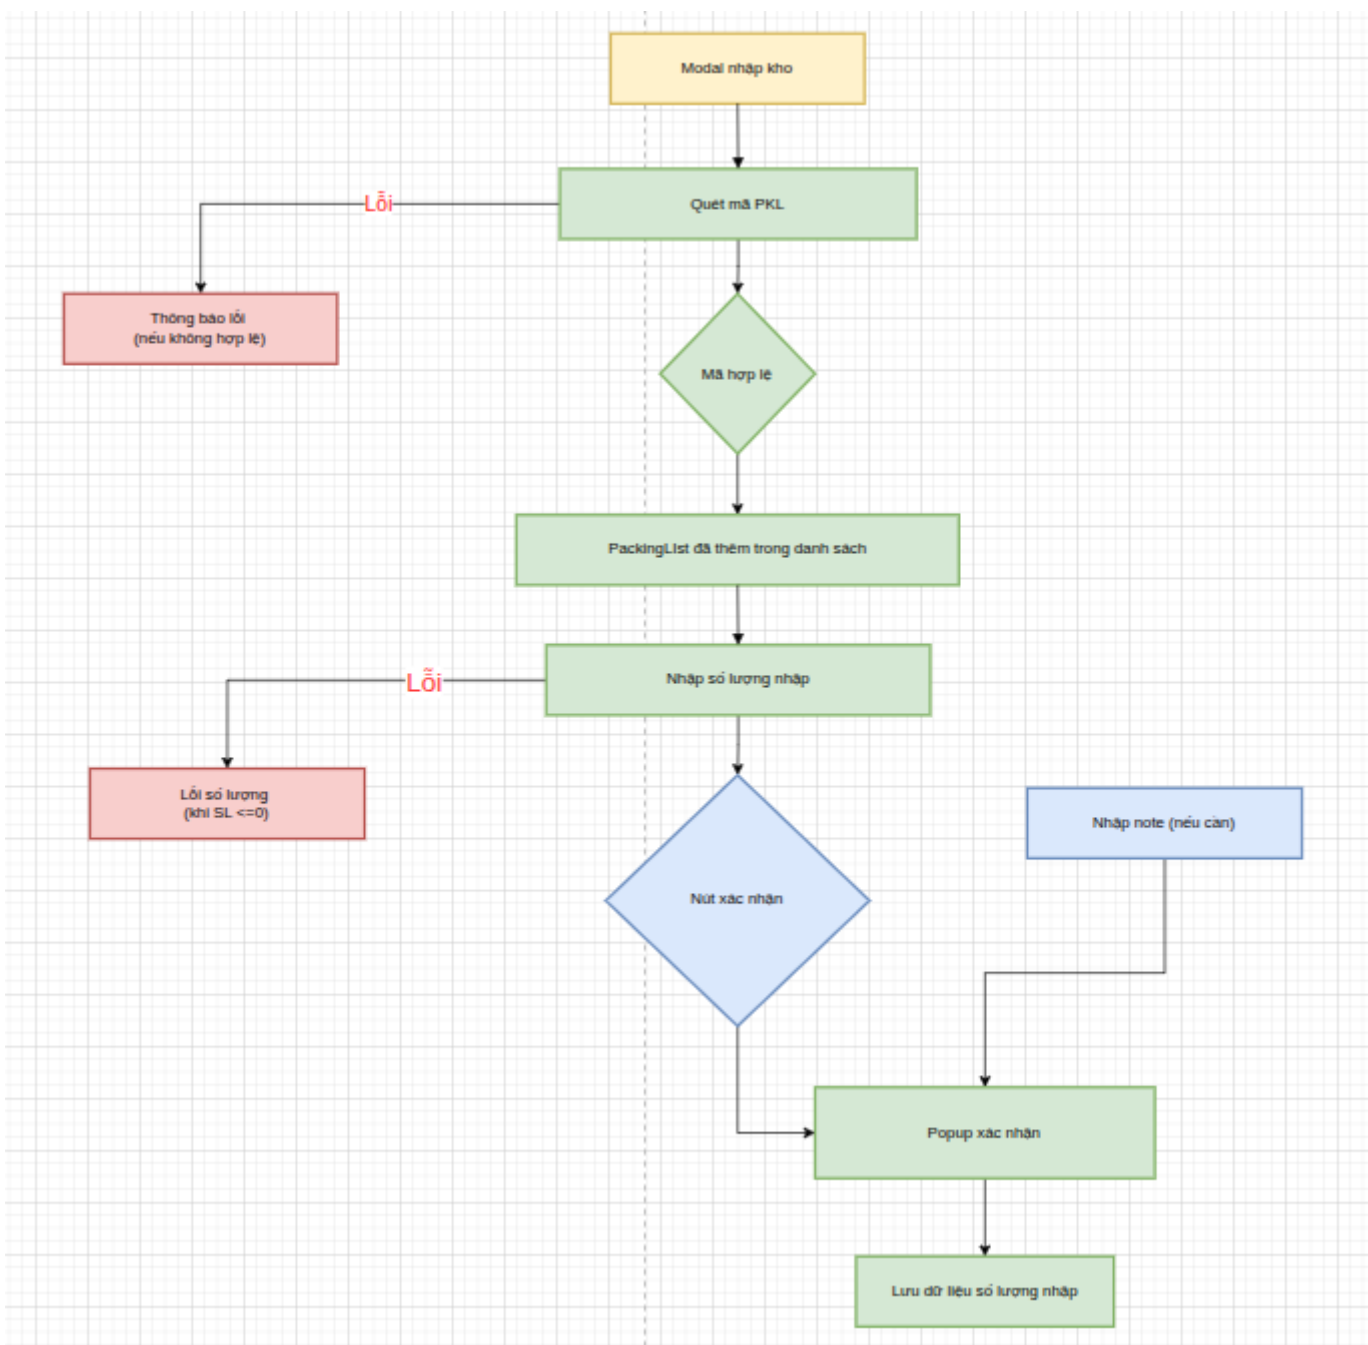 Modal nhập kho
Quét mã PKL
Lỗi
Thông báo lỗi
(nếu không hợp lệ)
Mã hợp lệ
PackingLIst đã thêm trong danh sách
Nhập số lượng nhập
Lỗi
Lỗi số lượng
(khi SL <=0)
Nhập note (nếu cần)
Nút xác nhận
Popup xác nhận
Lưu dữ liệu số lượng nhập